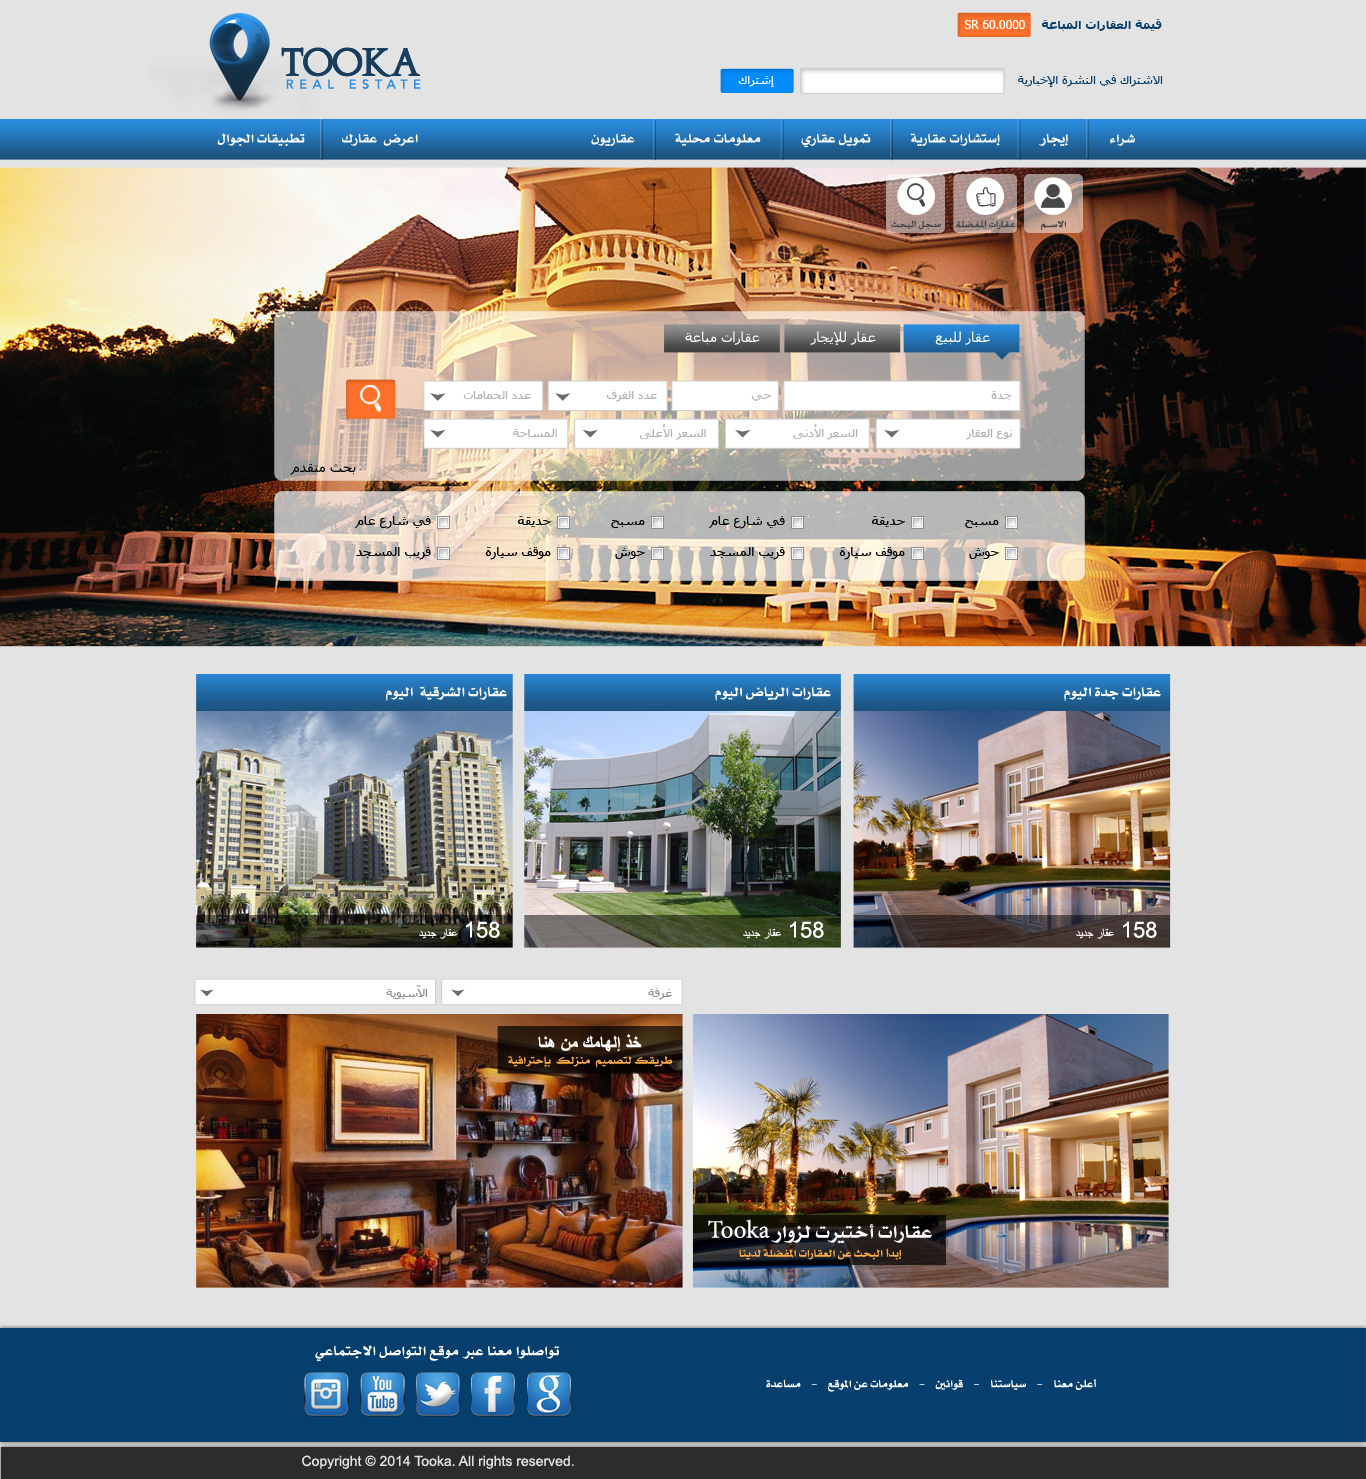 TOOKA
REAL ESTATE
قيمة العقارات المباعة SR 60.0000
الاشتراك في النشرة الإخبارية إشتراك
شراء إيجار إستشارات عقارية تمويل عقاري معلومات محلية عقاريون اعرض عقارك تطبيقات الجوال
الاسم عقارات المفضلة سجل البحث
عقار للبيع عقار للإيجار عقارات مباعة
جدة حي عدد الغرف عدد الحمامات
نوع العقار السعر الأدنى السعر الأعلى المساحة
بحث متقدم
مسبح حديقة في شارع عام مسبح حديقة في شارع عام
حوش موقف سيارة قريب المسجد حوش موقف سيارة قريب المسجد
عقارات جدة اليوم عقارات الرياض اليوم عقارات الشرقية اليوم
158 عقار جديد 158 عقار جديد 158 عقار جديد
غرفة الآسيوية
خذ إلهامك من هنا
طريقك لتصميم منزلك بإحترافية
عقارات أختيرت لزوار Tooka
إبدأ البحث عن العقارات المفضلة لدينا
تواصلوا معنا عبر موقع التواصل الاجتماعي
أعلن معنا - سياستنا - قوانين - معلومات عن الموقع - مساعدة
You Tube f g
Copyright © 2014 Tooka. All rights reserved.